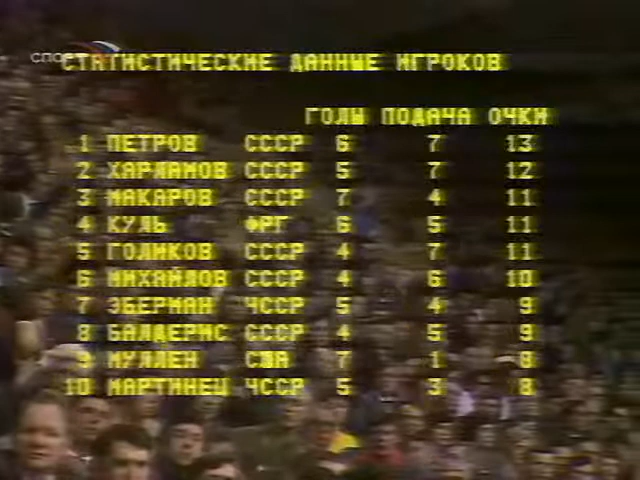 спорт
СТАТИСТИЧЕСКИЕ ДАННЫЕ ИГРОКОВ
ГОЛЫ ПОДАЧА ОЧКИ
1 ПЕТРОВ СССР 6 7 13
2 ХАРЛАМОВ СССР 5 7 12
3 МАКАРОВ СССР 7 4 11
4 КУЛЬ ФРГ 6 5 11
5 ГОЛИКОВ СССР 4 7 11
6 МИХАЙЛОВ СССР 4 6 10
7 ЭБЕРМАН ЧССР 5 4 9
8 БАЛДЕРИС СССР 4 5 9
9 МУЛЛЕН США 7 1 8
10 МАРТИНЕЦ ЧССР 5 3 8